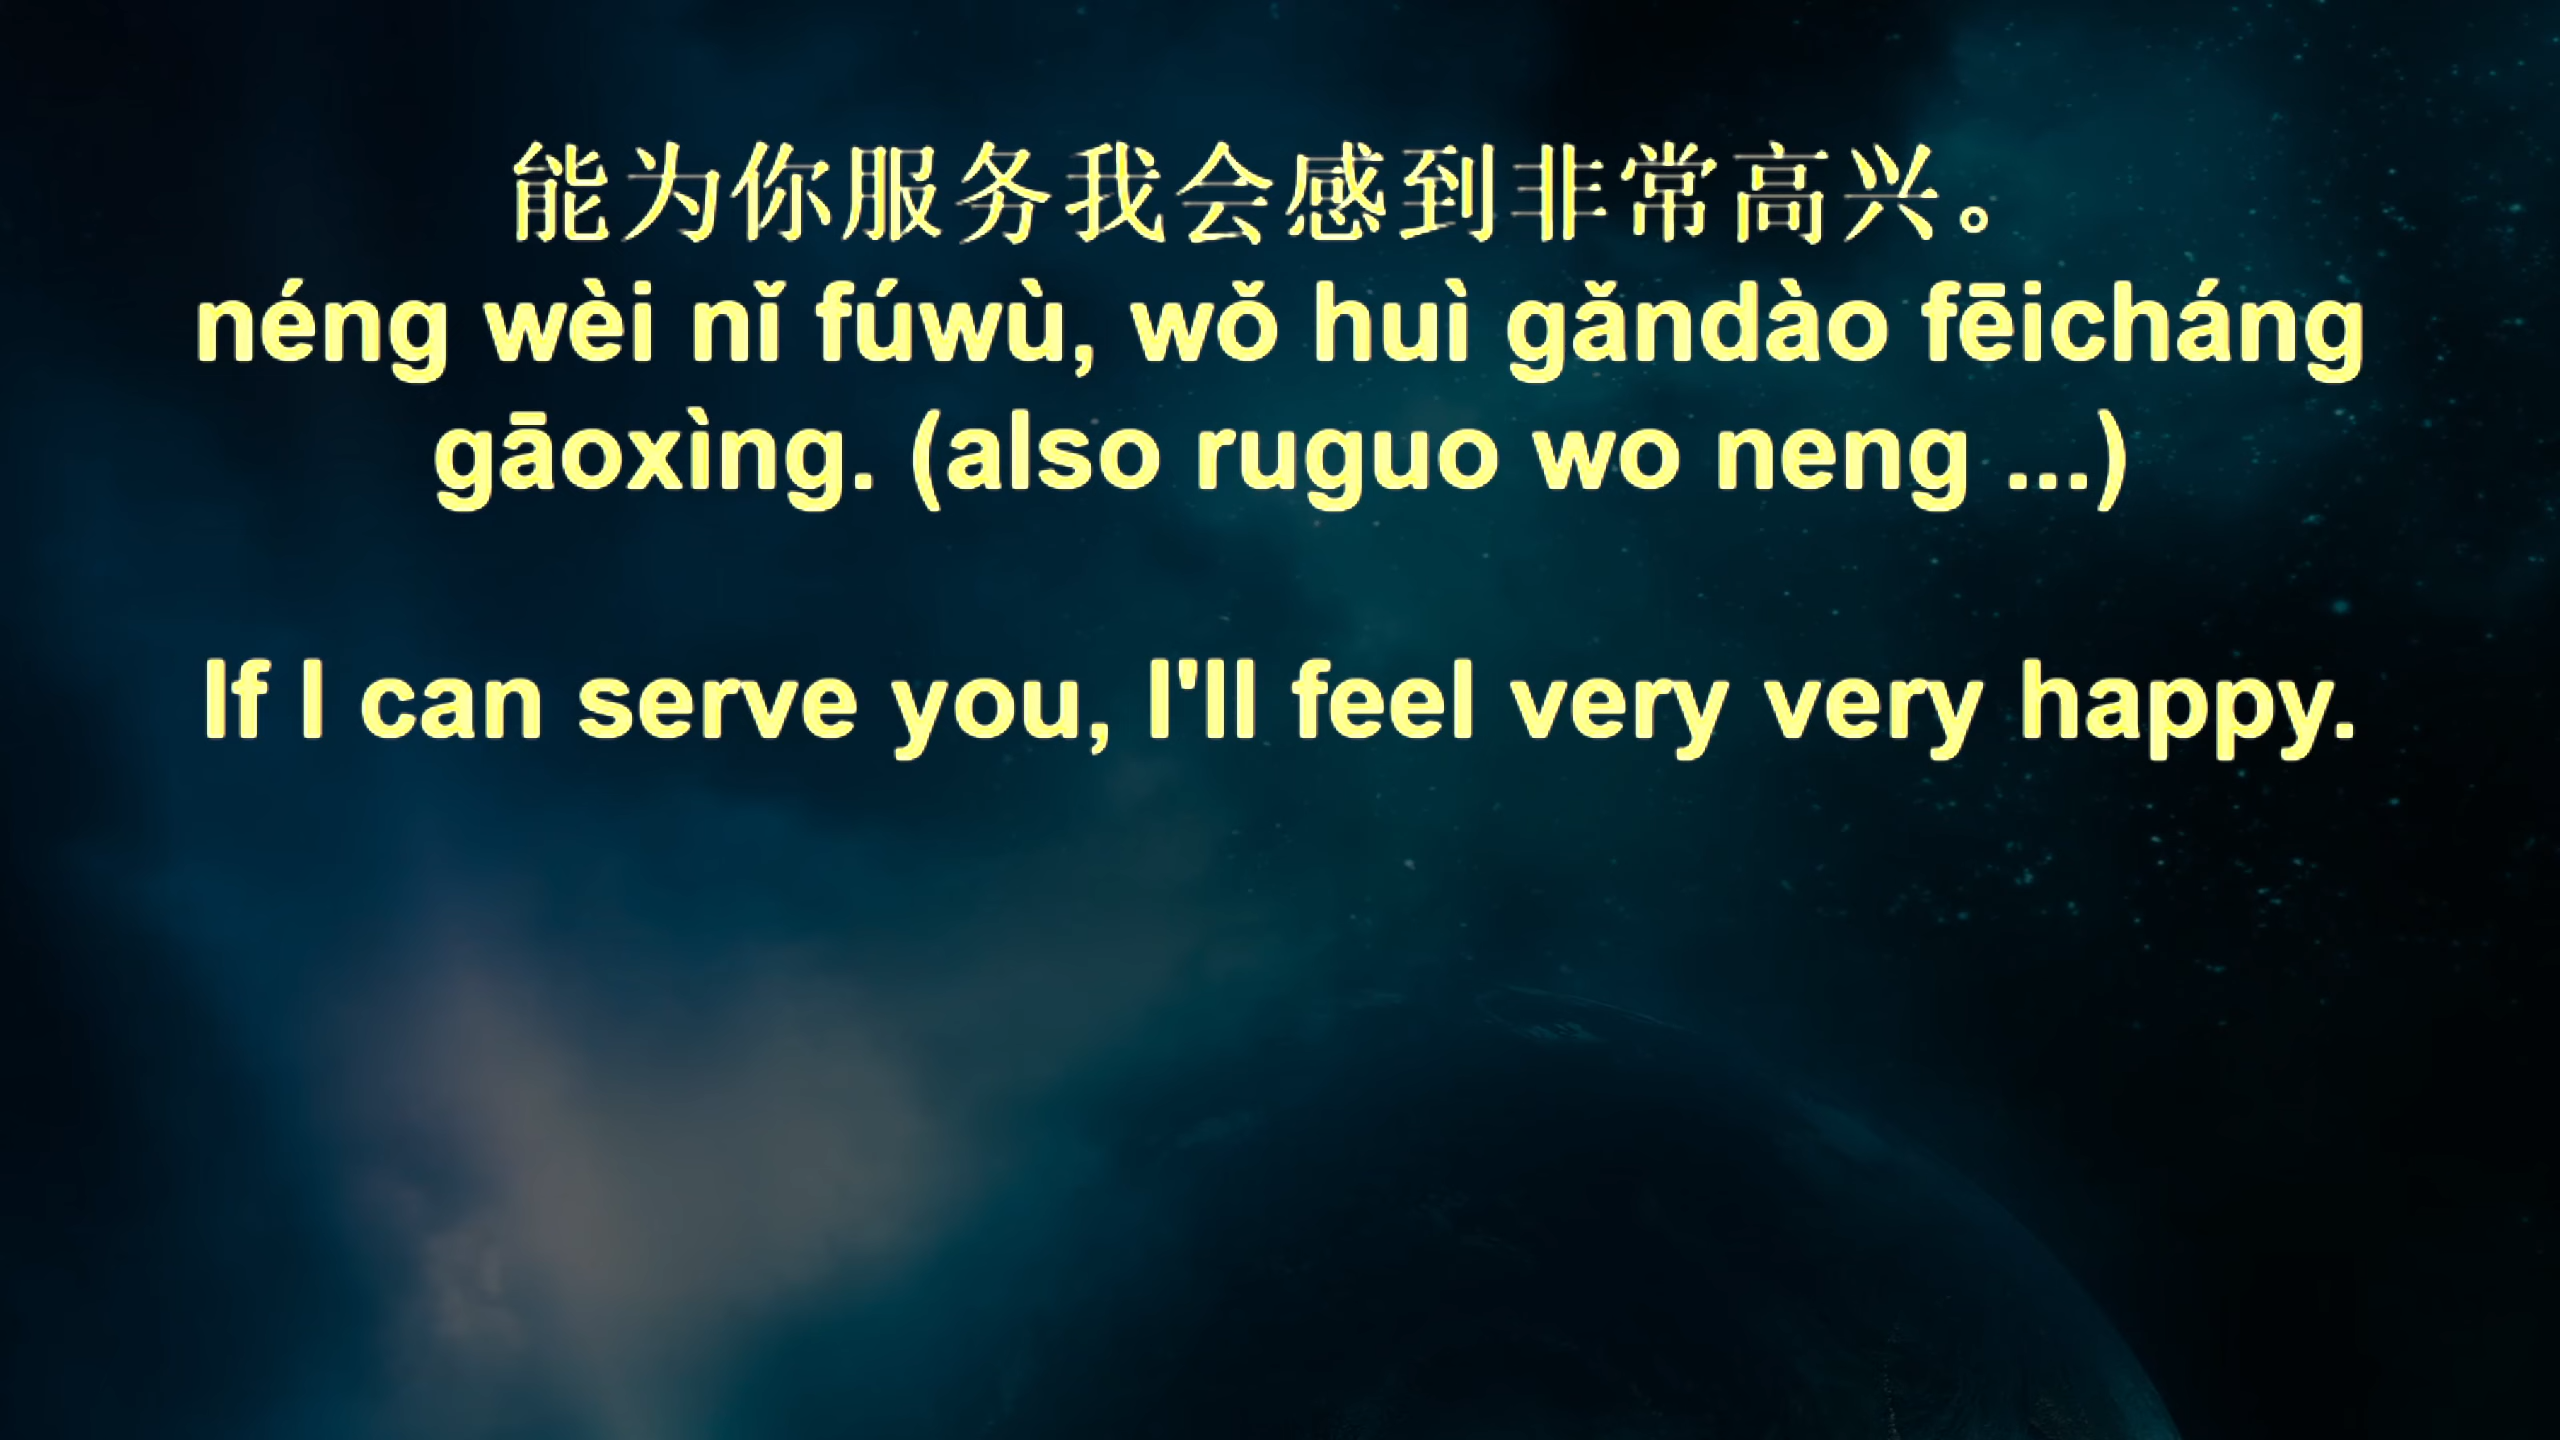 能为你服务我会感到非常高兴。
néng wèi nǐ fúwù, wǒ huì gǎndào fēicháng
gāoxìng. (also ruguo wo neng ...)
If I can serve you, I'll feel very very happy.